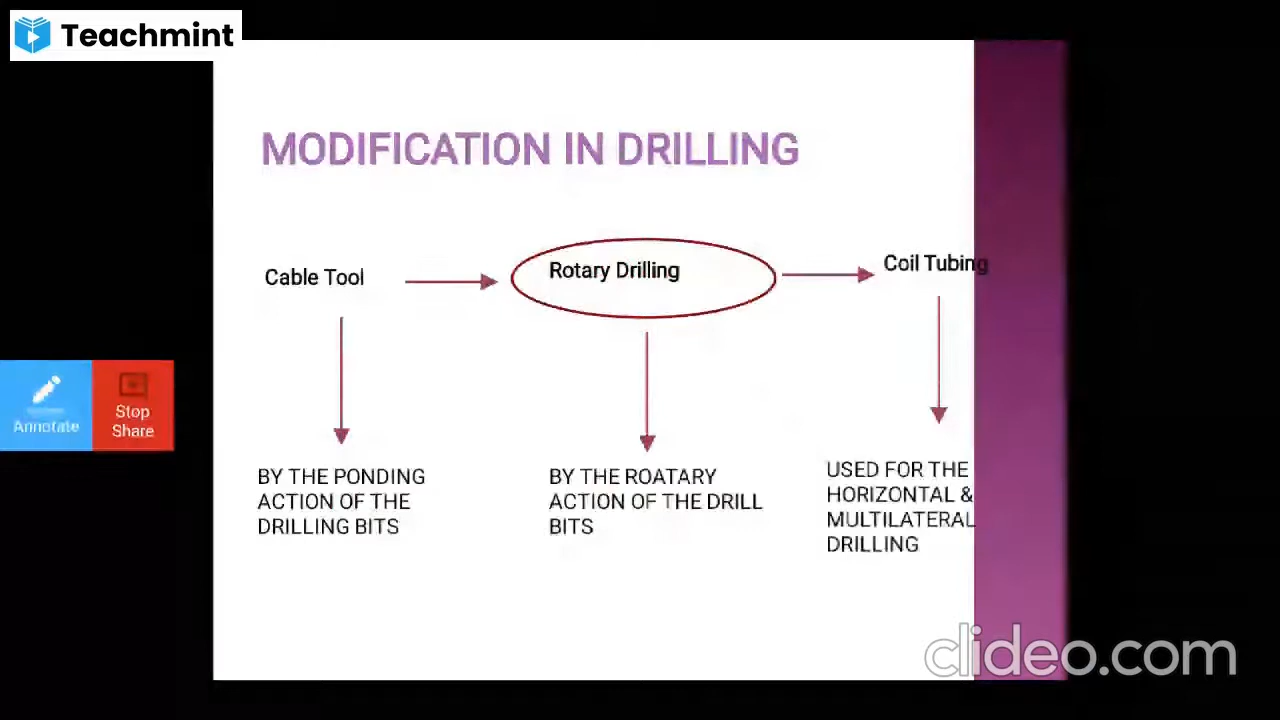 Teachmint
MODIFICATION IN DRILLING
Cable Tool
Rotary Drilling
Coil Tubing
Annotate
Stop
Share
BY THE PONDING
ACTION OF THE
DRILLING BITS
BY THE ROATARY
ACTION OF THE DRILL
BITS
USED FOR THE
HORIZONTAL &
MULTILATERAL
DRILLING
clideo.com